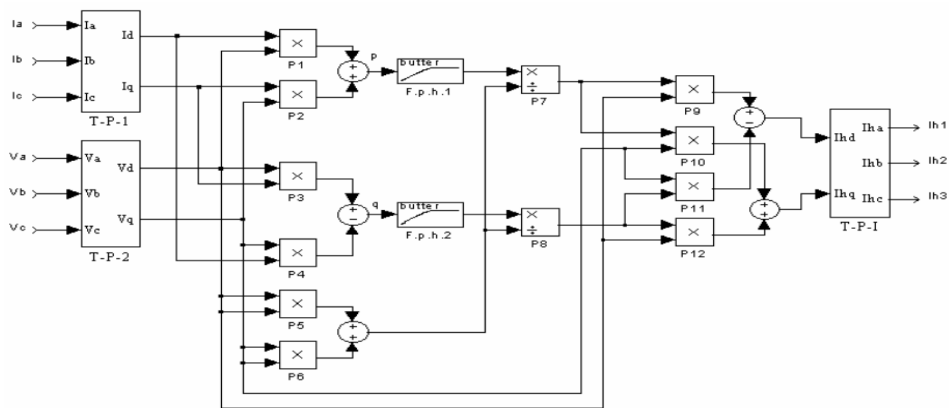 Ia
Ib
Ic
Ia
Ib
Ic
Id
Iq
T-P-1
Va
Vb
Vc
Va
Vb
Vc
Vd
Vq
T-P-2
×
P1
×
P2
×
P3
×
P4
×
P5
×
P6
+
+
p
+
−
q
+
+
butter
F.p.h.1
butter
F.p.h.2
×
÷
P7
×
÷
P8
×
P9
×
P10
×
P11
×
P12
+
−
+
+
Ihd
Ihq
Iha
Ihb
Ihc
T-P-I
Ih1
Ih2
Ih3